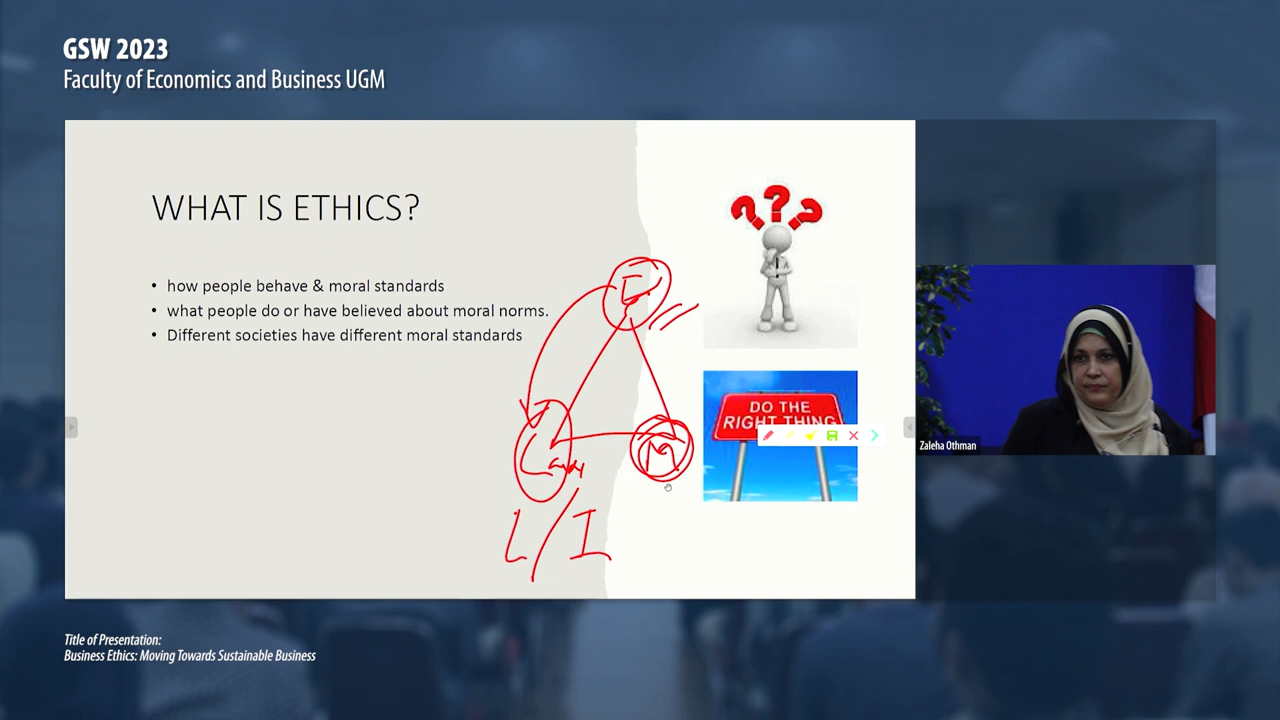 GSW 2023
Faculty of Economics and Business UGM
WHAT IS ETHICS?
• how people behave & moral standards
• what people do or have believed about moral norms.
• Different societies have different moral standards
???
E
Law
M
L/I
DO THE
RIGHT THING
Zaleha Othman
Title of Presentation:
Business Ethics: Moving Towards Sustainable Business